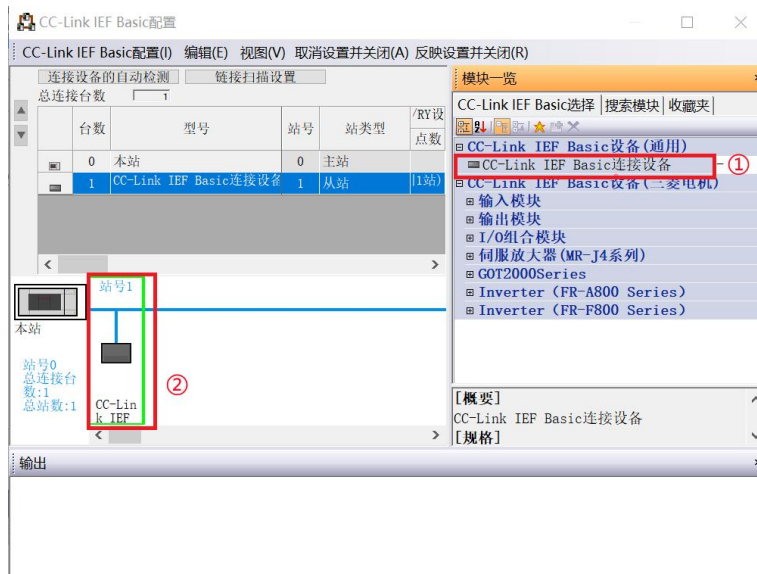 CC-Link IEF Basic配置
CC-Link IEF Basic配置(I) 编辑(E) 视图(V) 取消设置并关闭(A) 反映设置并关闭(R)
连接设备的自动检测 链接扫描设置
总连接台数 1
台数 型号 站号 站类型 /RY设
点数
0 本站 0 主站
1 CC-Link IEF Basic连接设备 1 从站 (1站)
站号1
本站
站号0
总连接台
数:1
总站数:1
CC-Lin
k IEF
②
模块一览
CC-Link IEF Basic选择 搜索模块 收藏夹
CC-Link IEF Basic设备(通用)
CC-Link IEF Basic连接设备
①
CC-Link IEF Basic设备(三菱电机)
输入模块
输出模块
I/O组合模块
伺服放大器(MR-J4系列)
GOT2000Series
Inverter (FR-A800 Series)
Inverter (FR-F800 Series)
[概要]
CC-Link IEF Basic连接设备
[规格]
输出